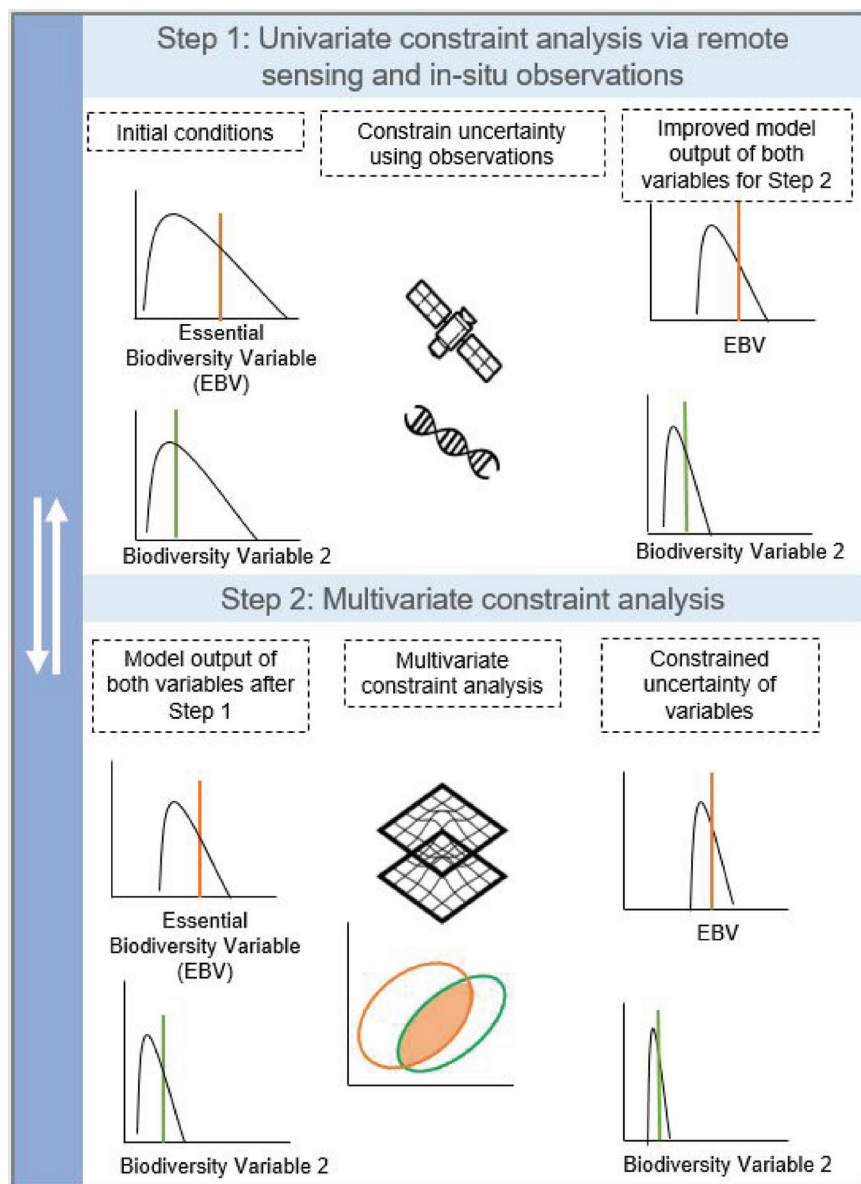 Step 1: Univariate constraint analysis via remote
sensing and in-situ observations
Initial conditions
Constrain uncertainty
using observations
Improved model
output of both
variables for Step 2
Essential
Biodiversity Variable
(EBV)
EBV
Biodiversity Variable 2
Biodiversity Variable 2
Step 2: Multivariate constraint analysis
Model output of
both variables after
Step 1
Multivariate
constraint analysis
Constrained
uncertainty of
variables
Essential
Biodiversity Variable
(EBV)
EBV
Biodiversity Variable 2
Biodiversity Variable 2